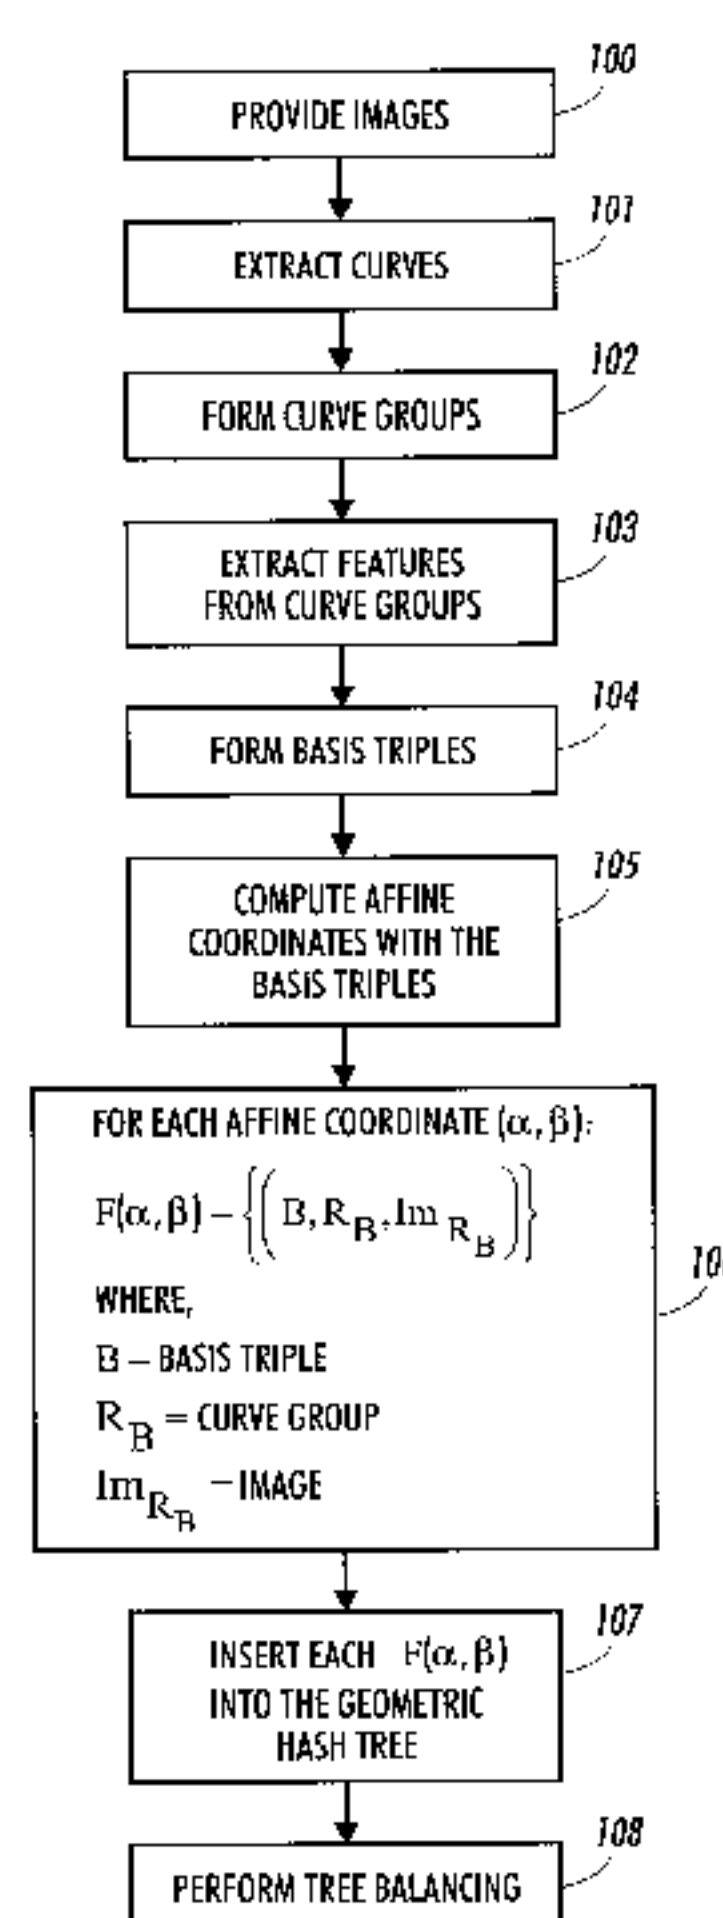 100
PROVIDE IMAGES
101
EXTRACT CURVES
102
FORM CURVE GROUPS
103
EXTRACT FEATURES
FROM CURVE GROUPS
104
FORM BASIS TRIPLES
105
COMPUTE AFFINE
COORDINATES WITH THE
BASIS TRIPLES
FOR EACH AFFINE COORDINATE (α, β):
F(α, β) – {(B, R_B, Im_R_B)}
WHERE,
B – BASIS TRIPLE
R_B = CURVE GROUP
Im_R_B – IMAGE
107
INSERT EACH F(α, β)
INTO THE GEOMETRIC
HASH TREE
108
PERFORM TREE BALANCING